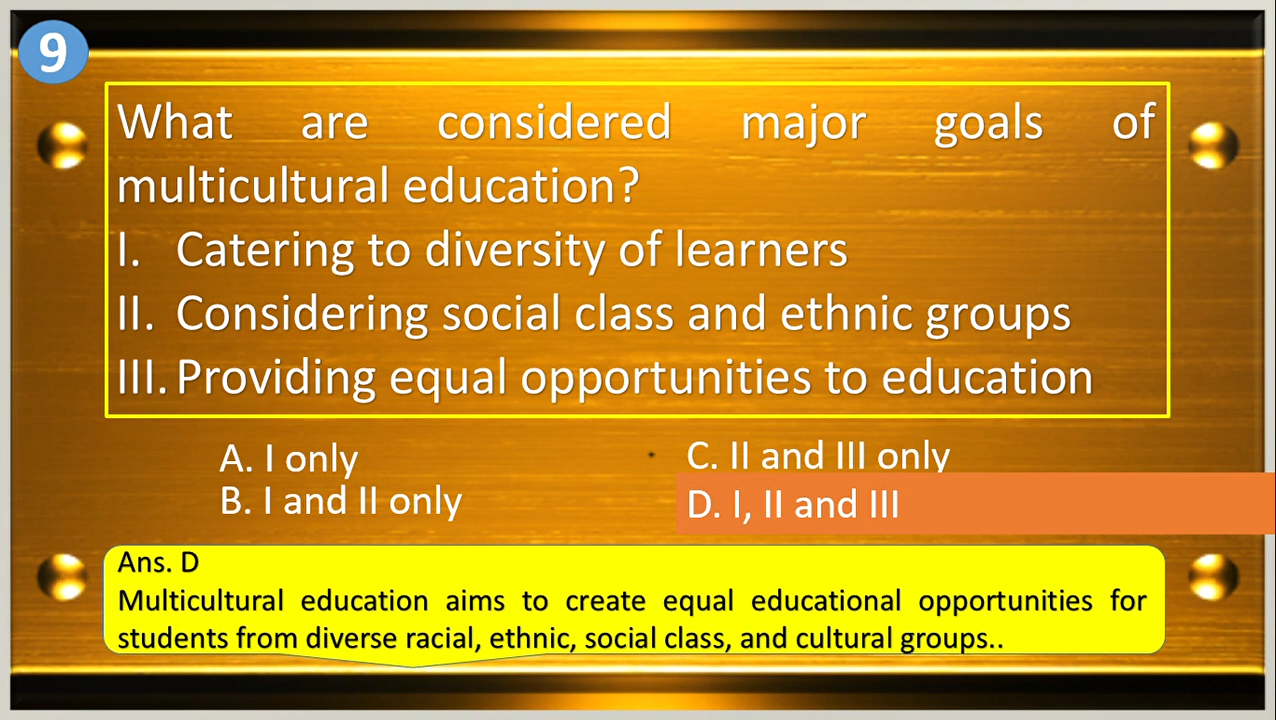 9
What are considered major goals of
multicultural education?
I. Catering to diversity of learners
II. Considering social class and ethnic groups
III. Providing equal opportunities to education
A. I only
B. I and II only
C. II and III only
D. I, II and III
Ans. D
Multicultural education aims to create equal educational opportunities for
students from diverse racial, ethnic, social class, and cultural groups..